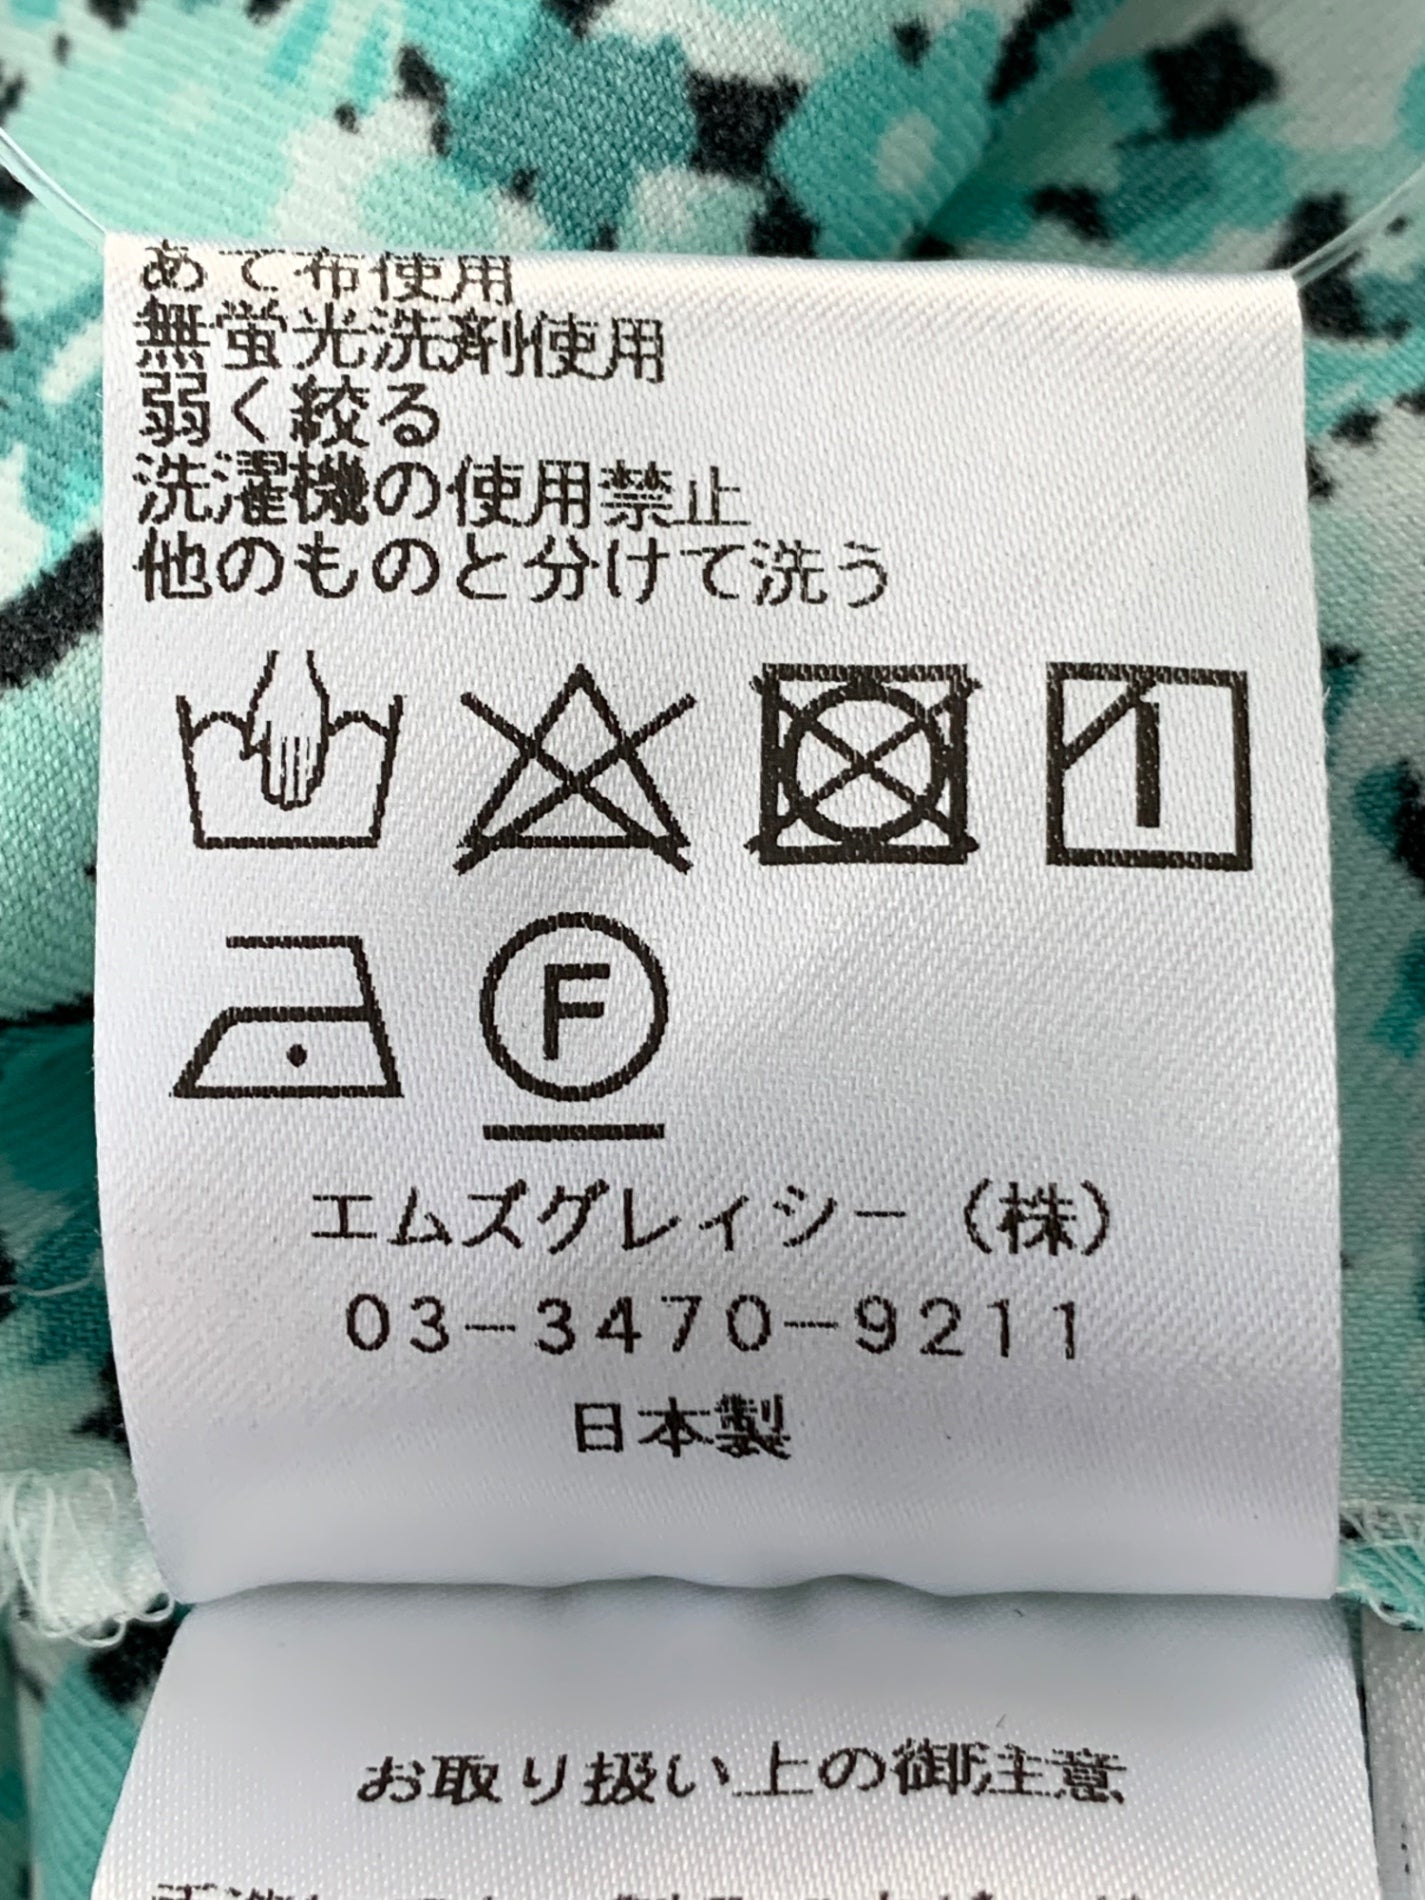 あて布使用
無蛍光洗剤使用
弱く絞る
洗濯機の使用禁止
他のものと分けて洗う
F
エムズグレィシー（株）
03-3470-9211
日本製
お取り扱い上の御注意